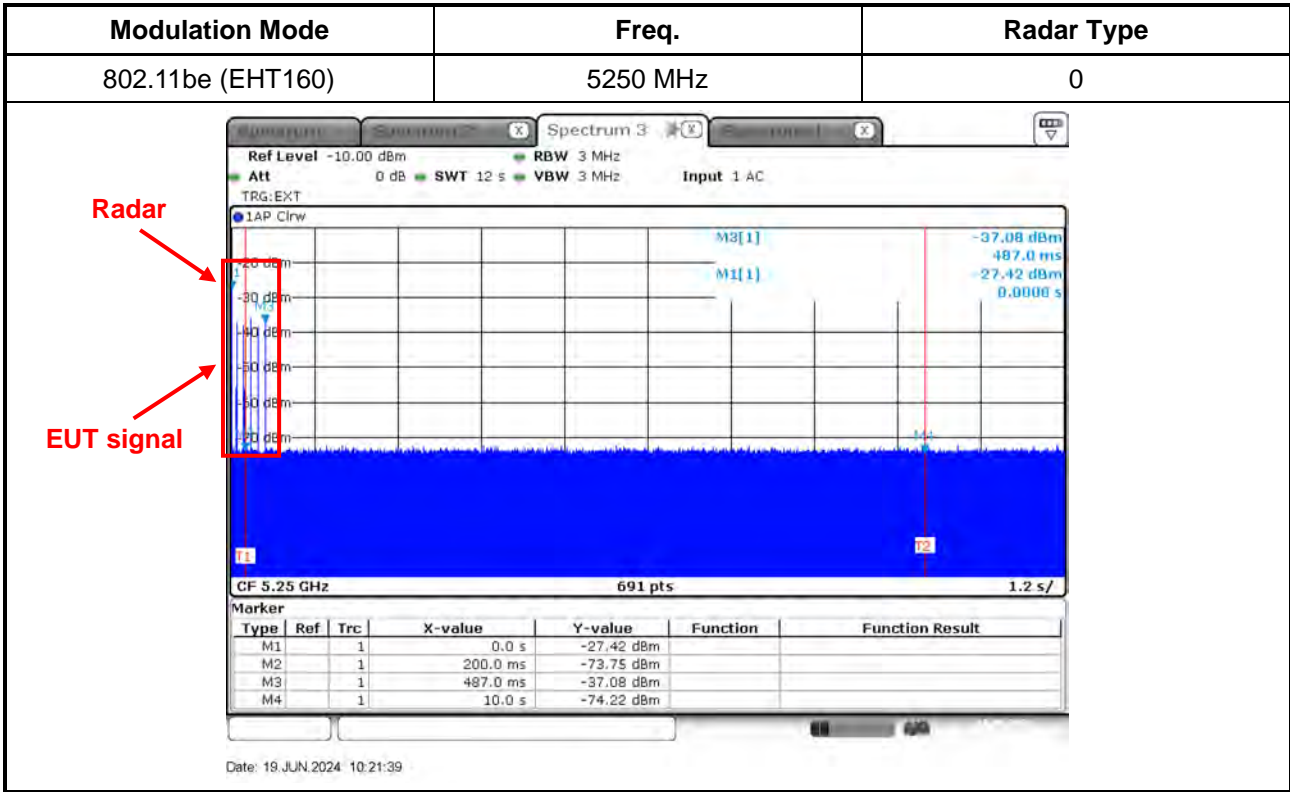 Modulation Mode Freq. Radar Type
802.11be (EHT160) 5250 MHz 0
Spectrum 3
Ref Level -10.00 dBm RBW 3 MHz
Att 0 dB SWT 12 s VBW 3 MHz Input 1 AC
TRG:EXT
1AP Clrw
Radar
M3[1] -37.08 dBm
487.0 ms
-20 dBm
M1[1] -27.42 dBm
0.0000 s
1
-30 dBm
M3
-40 dBm
-50 dBm
-60 dBm
EUT signal
-70 dBm
M4
T1 T2
CF 5.25 GHz 691 pts 1.2 s/
Marker
Type Ref Trc X-value Y-value Function Function Result
M1 1 0.0 s -27.42 dBm
M2 1 200.0 ms -73.75 dBm
M3 1 487.0 ms -37.08 dBm
M4 1 10.0 s -74.22 dBm
Date: 19.JUN.2024 10:21:39